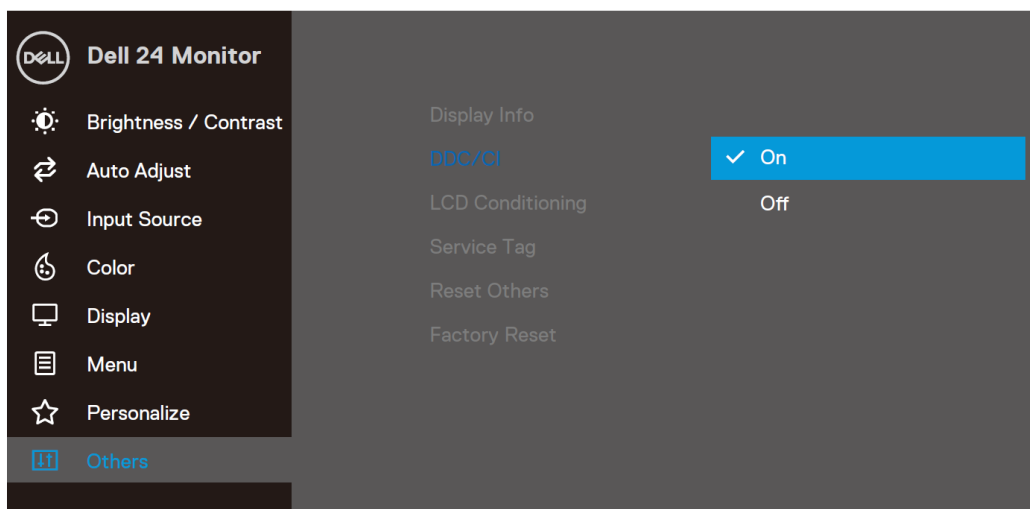 DELL
Dell 24 Monitor
Brightness / Contrast
Auto Adjust
Input Source
Color
Display
Menu
Personalize
Others
Display Info
DDC/CI
LCD Conditioning
Service Tag
Reset Others
Factory Reset
On
Off